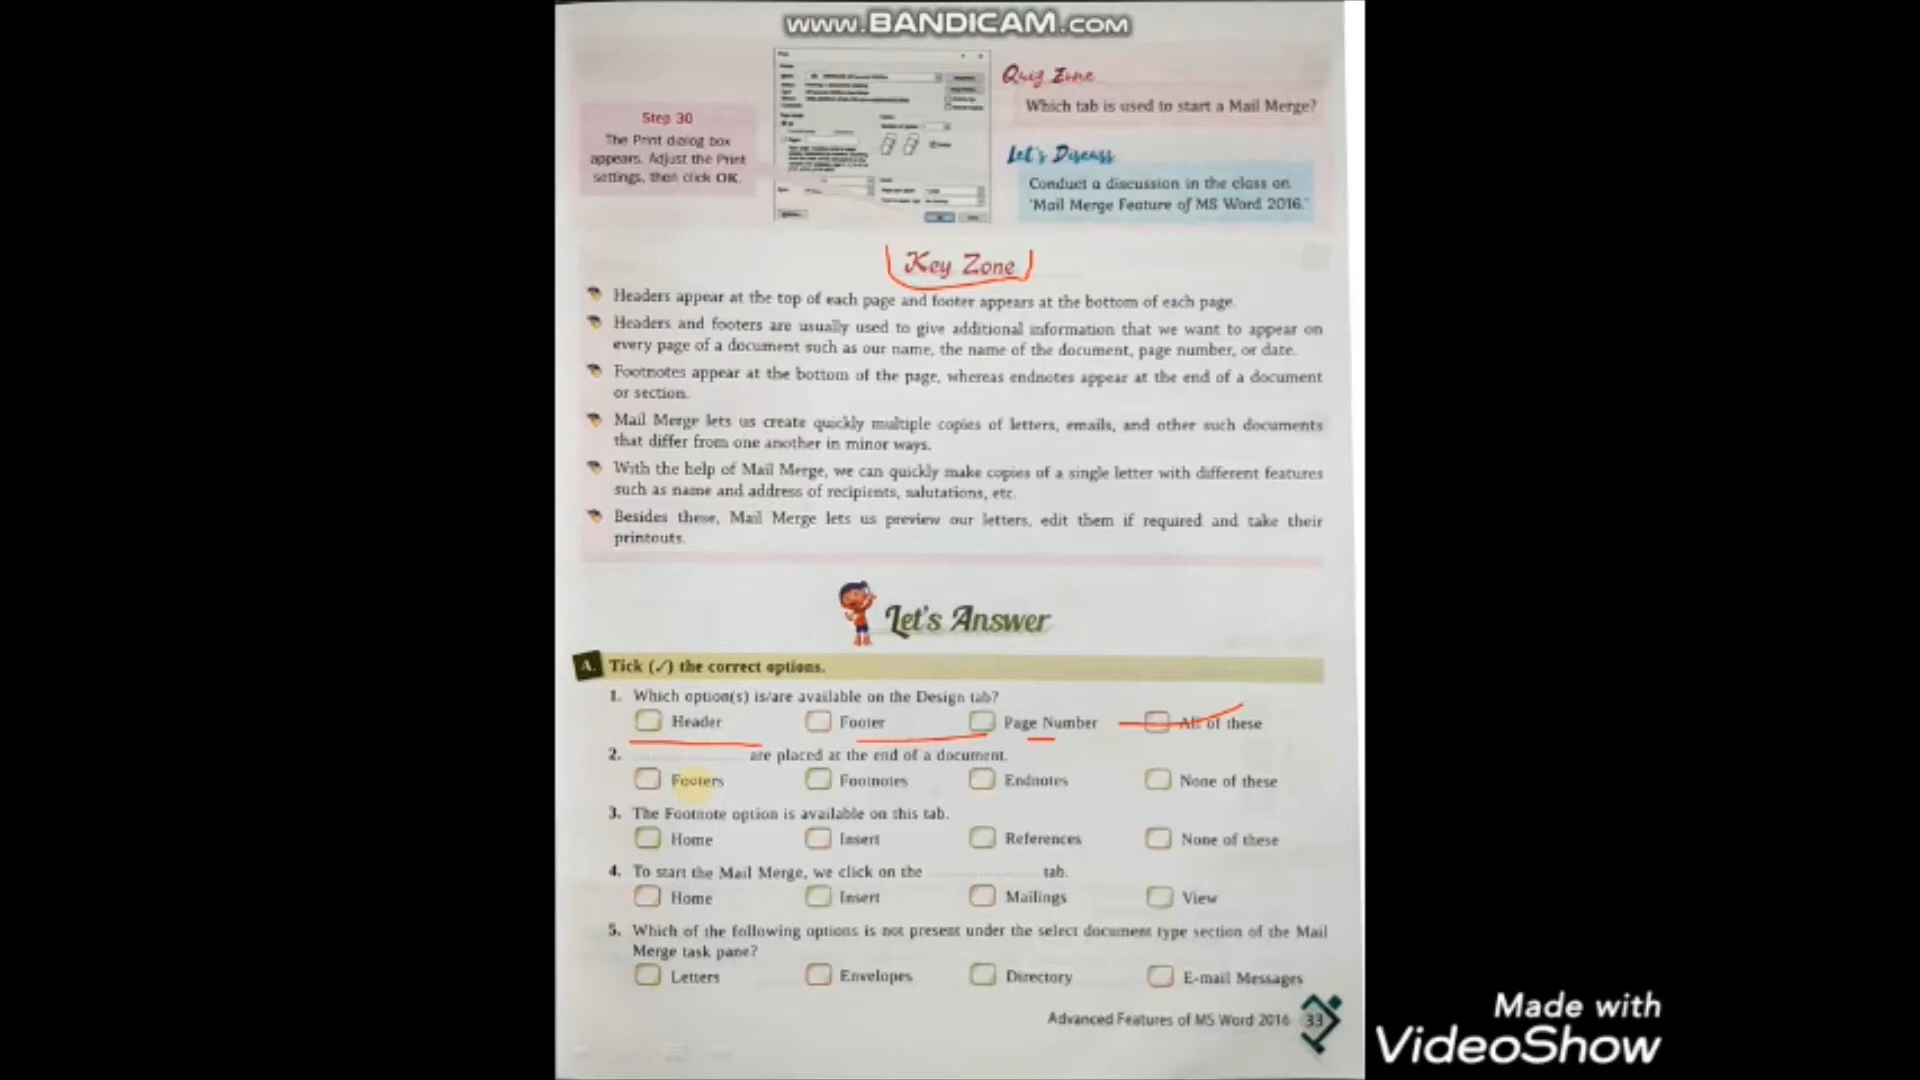 www.BANDICAM.COM
Quiz Zone
Which tab is used to start a Mail Merge?
Step 30
The Print dialog box
appears. Adjust the Print
settings, then click OK.
Let's Discuss
Conduct a discussion in the class on
'Mail Merge Feature of MS Word 2016.'
Key Zone
Headers appear at the top of each page and footer appears at the bottom of each page.
Headers and footers are usually used to give additional information that we want to appear on
every page of a document such as our name, the name of the document, page number, or date.
Footnotes appear at the bottom of the page, whereas endnotes appear at the end of a document
or section.
Mail Merge lets us create quickly multiple copies of letters, emails, and other such documents
that differ from one another in minor ways.
With the help of Mail Merge, we can quickly make copies of a single letter with different features
such as name and address of recipients, salutations, etc.
Besides these, Mail Merge lets us preview our letters, edit them if required and take their
printouts.
Let's Answer
A. Tick (✓) the correct options.
1. Which option(s) is/are available on the Design tab?
Header Footer Page Number All of these
2. .................... are placed at the end of a document.
Footers Footnotes Endnotes None of these
3. The Footnote option is available on this tab.
Home Insert References None of these
4. To start the Mail Merge, we click on the .................... tab.
Home Insert Mailings View
5. Which of the following options is not present under the select document type section of the Mail
Merge task pane?
Letters Envelopes Directory E-mail Messages
Advanced Features of MS Word 2016 33
Made with
VideoShow